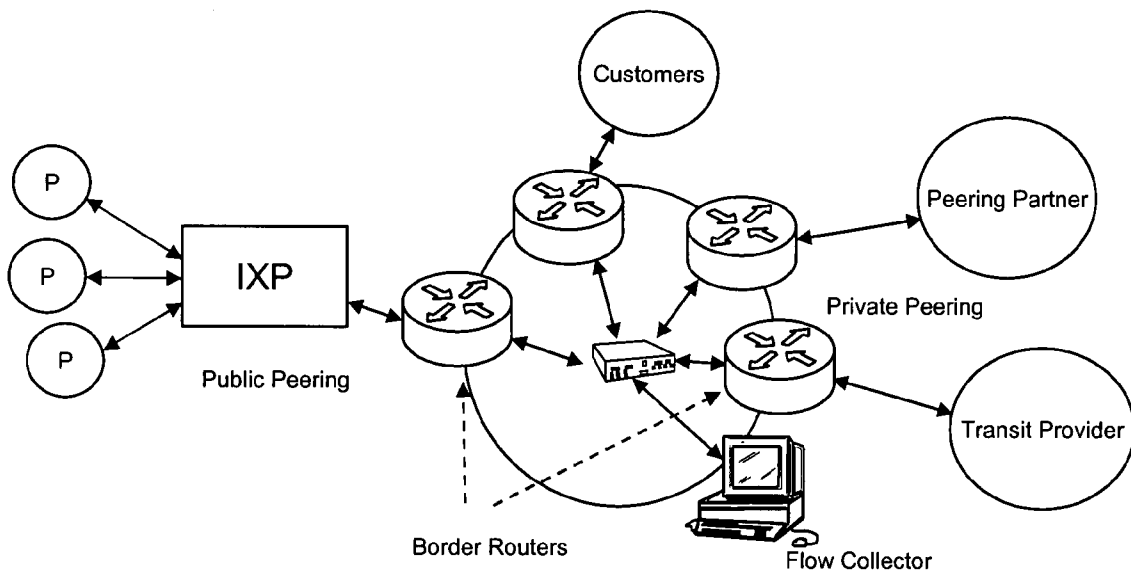 Customers
P
Peering Partner
P
IXP
Private Peering
P
Public Peering
Transit Provider
Border Routers
Flow Collector